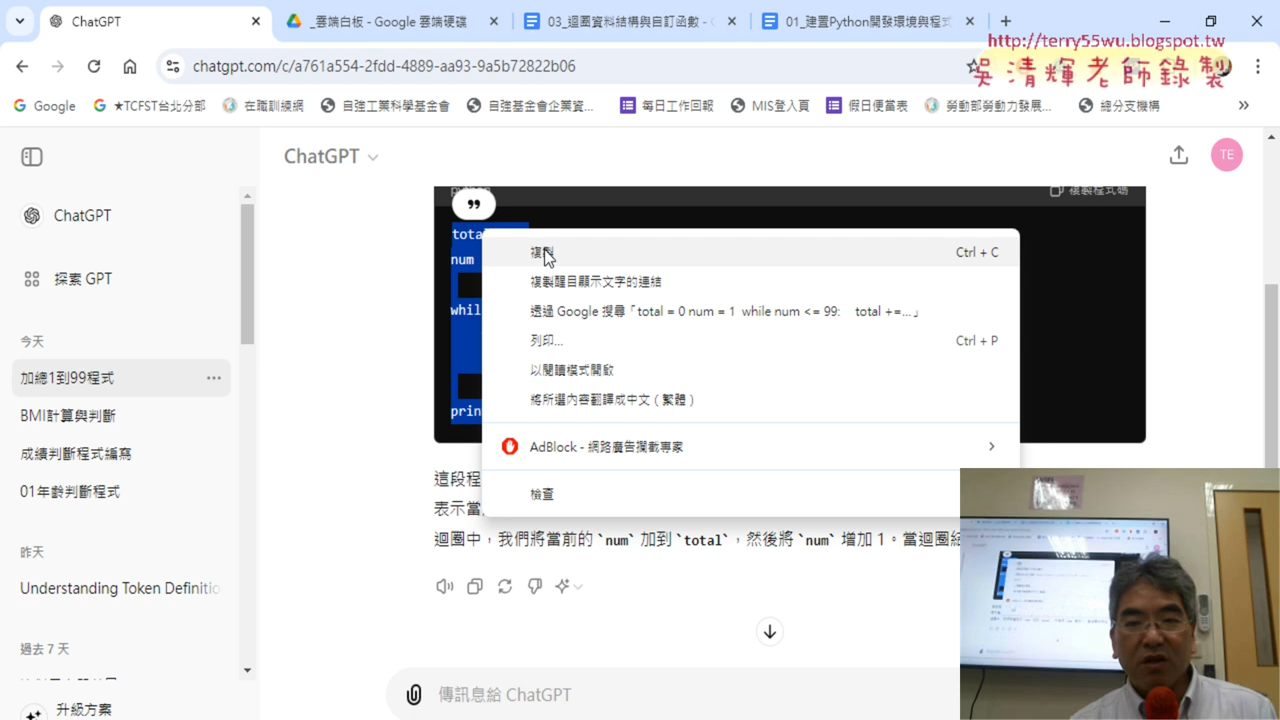 ChatGPT
_雲端白板 - Google 雲端硬碟
03_迴圈資料結構與自訂函數 -
01_建置Python開發環境與程式
http://terry55wu.blogspot.tw
吳清輝老師錄製
chatgpt.com/c/a761a554-2fdd-4889-aa93-9a5b72822b06
Google
★TCFST台北分部
在職訓練網
自強工業科學基金會
自強基金會企業資...
每日工作回報
MIS登入頁
假日便當表
勞動部勞動力發展...
總分支機構
ChatGPT
TE
ChatGPT
探索 GPT
今天
加總1到99程式
BMI計算與判斷
成績判斷程式編寫
01年齡判斷程式
昨天
Understanding Token Definitio
過去 7 天
升級方案
python
複製程式碼
tota
num
whil
prin
複製 Ctrl + C
複製醒目顯示文字的連結
透過 Google 搜尋「total = 0 num = 1 while num <= 99: total +=...」
列印... Ctrl + P
以閱讀模式開啟
將所選內容翻譯成中文（繁體）
AdBlock - 網路廣告攔截專家
檢查
這段程
表示當
迴圈中，我們將當前的 `num` 加到 `total`，然後將 `num` 增加 1。當迴圈
傳訊息給 ChatGPT